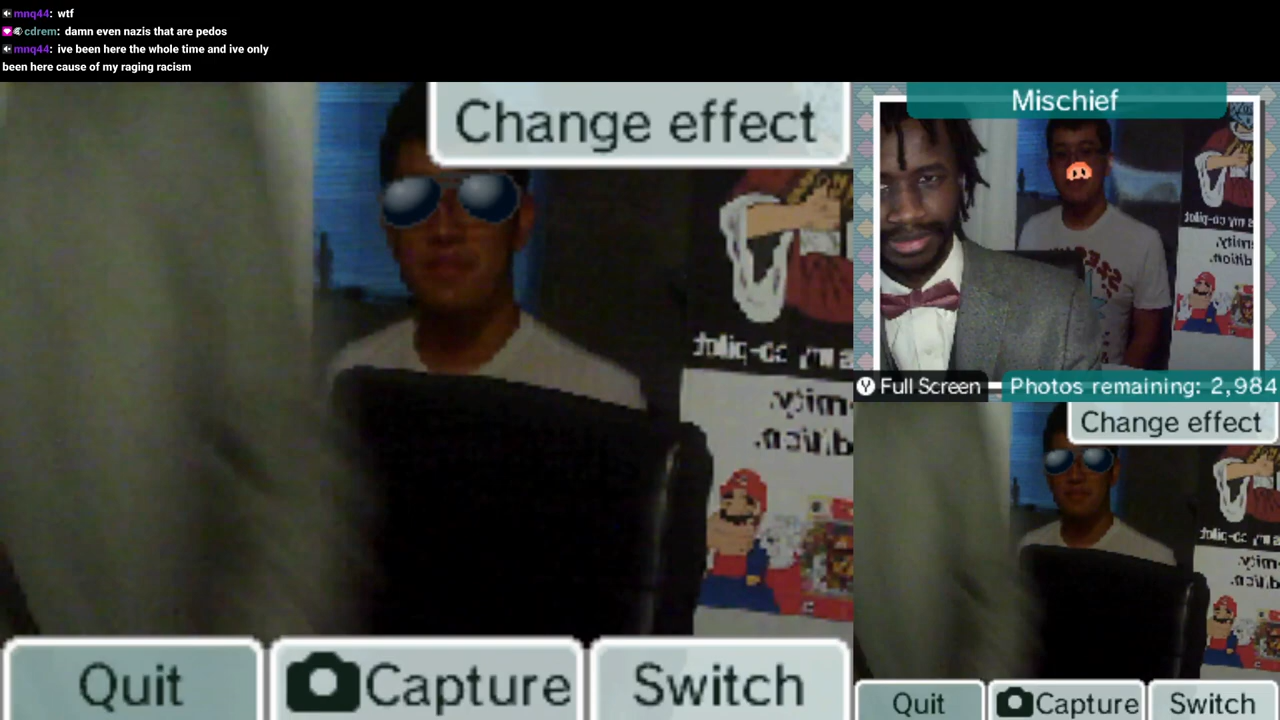 mnq44: wtf
cdrem: damn even nazis that are pedos
mnq44: ive been here the whole time and ive only
been here cause of my raging racism
Change effect
Mischief
Y Full Screen
Photos remaining: 2,984
Change effect
Quit
Capture
Switch
Quit
Capture
Switch